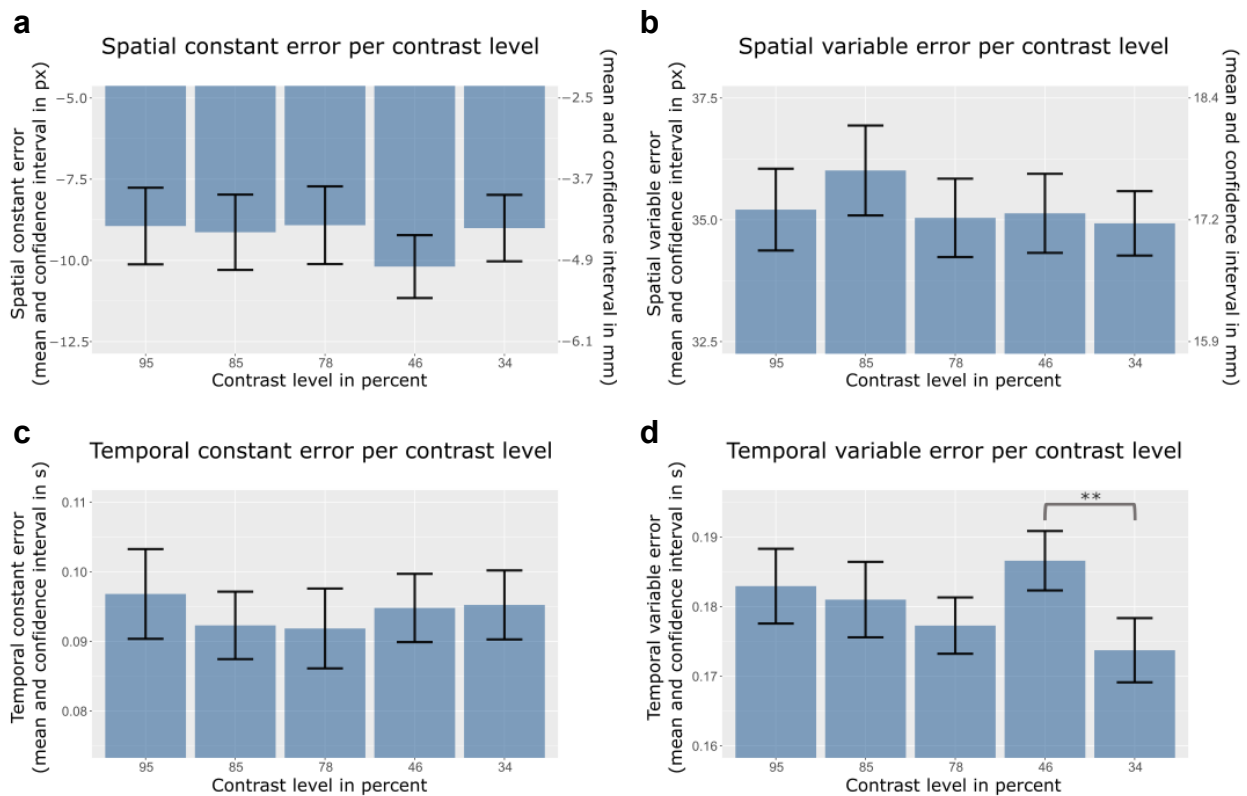 a
Spatial constant error per contrast level
Spatial constant error
(mean and confidence interval in px)
−5.0
−7.5
−10.0
−12.5
−2.5
−3.7
−4.9
−6.1
(mean and confidence interval in mm)
95 85 78 46 34
Contrast level in percent
b
Spatial variable error per contrast level
Spatial variable error
(mean and confidence interval in px)
37.5
35.0
32.5
18.4
17.2
15.9
(mean and confidence interval in mm)
95 85 78 46 34
Contrast level in percent
c
Temporal constant error per contrast level
Temporal constant error
(mean and confidence interval in s)
0.11
0.10
0.09
0.08
95 85 78 46 34
Contrast level in percent
d
Temporal variable error per contrast level
Temporal variable error
(mean and confidence interval in s)
**
0.19
0.18
0.17
0.16
95 85 78 46 34
Contrast level in percent